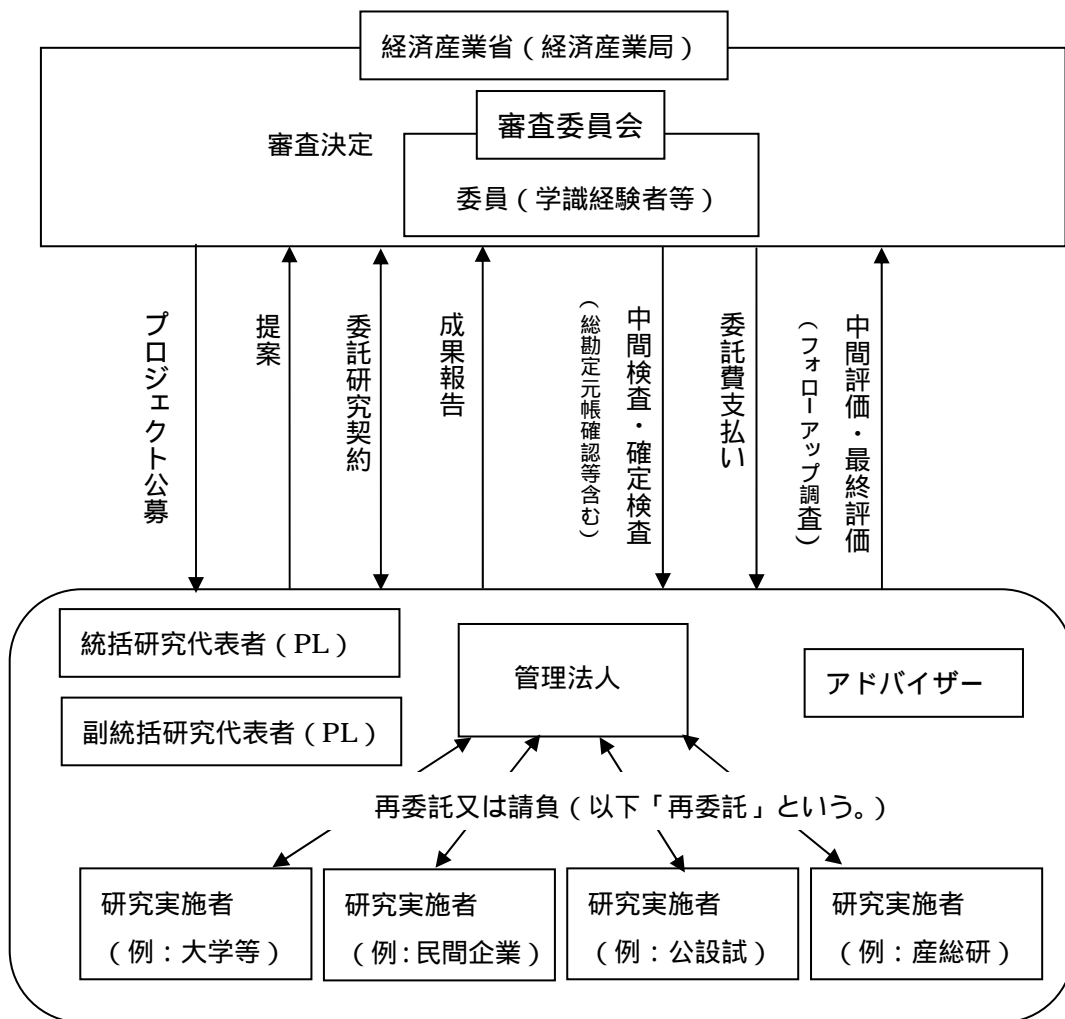 経済産業省(経済産業局)
審査委員会
審査決定
委員(学識経験者等)
プロジェクト公募
提案
委託研究契約
成果報告
中間検査・確定検査
(総勘定元帳確認等含む)
委託費支払い
中間評価・最終評価
(フォローアップ調査)
統括研究代表者(PL)
管理法人
アドバイザー
副統括研究代表者(PL)
再委託又は請負(以下「再委託」という。)
研究実施者
(例:大学等)
研究実施者
(例:民間企業)
研究実施者
(例:公設試)
研究実施者
(例:産総研)